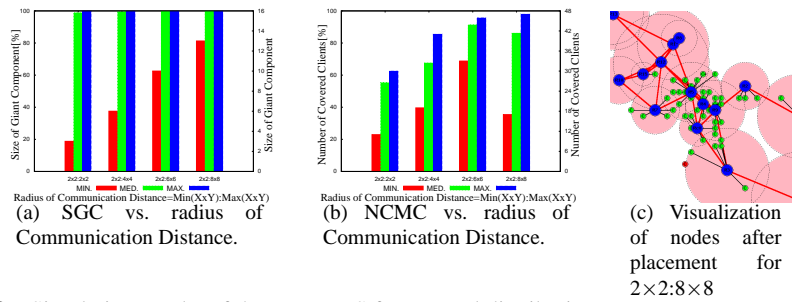 100
80
60
40
20
0
Size of Giant Component[%]
16
14
12
10
8
6
4
2
0
Size of Giant Component
2x2:2x2 2x2:4x4 2x2:6x6 2x2:8x8
MIN. MED. MAX.
Radius of Communication Distance=Min(XxY):Max(XxY)
(a) SGC vs. radius of
Communication Distance.
100
80
60
40
20
0
Number of Covered Clients[%]
48
42
36
30
24
18
12
6
0
Number of Covered Clients
2x2:2x2 2x2:4x4 2x2:6x6 2x2:8x8
MIN. MED. MAX.
Radius of Communication Distance=Min(XxY):Max(XxY)
(b) NCMC vs. radius of
Communication Distance.
(c) Visualization
of nodes after
placement for
2×2:8×8